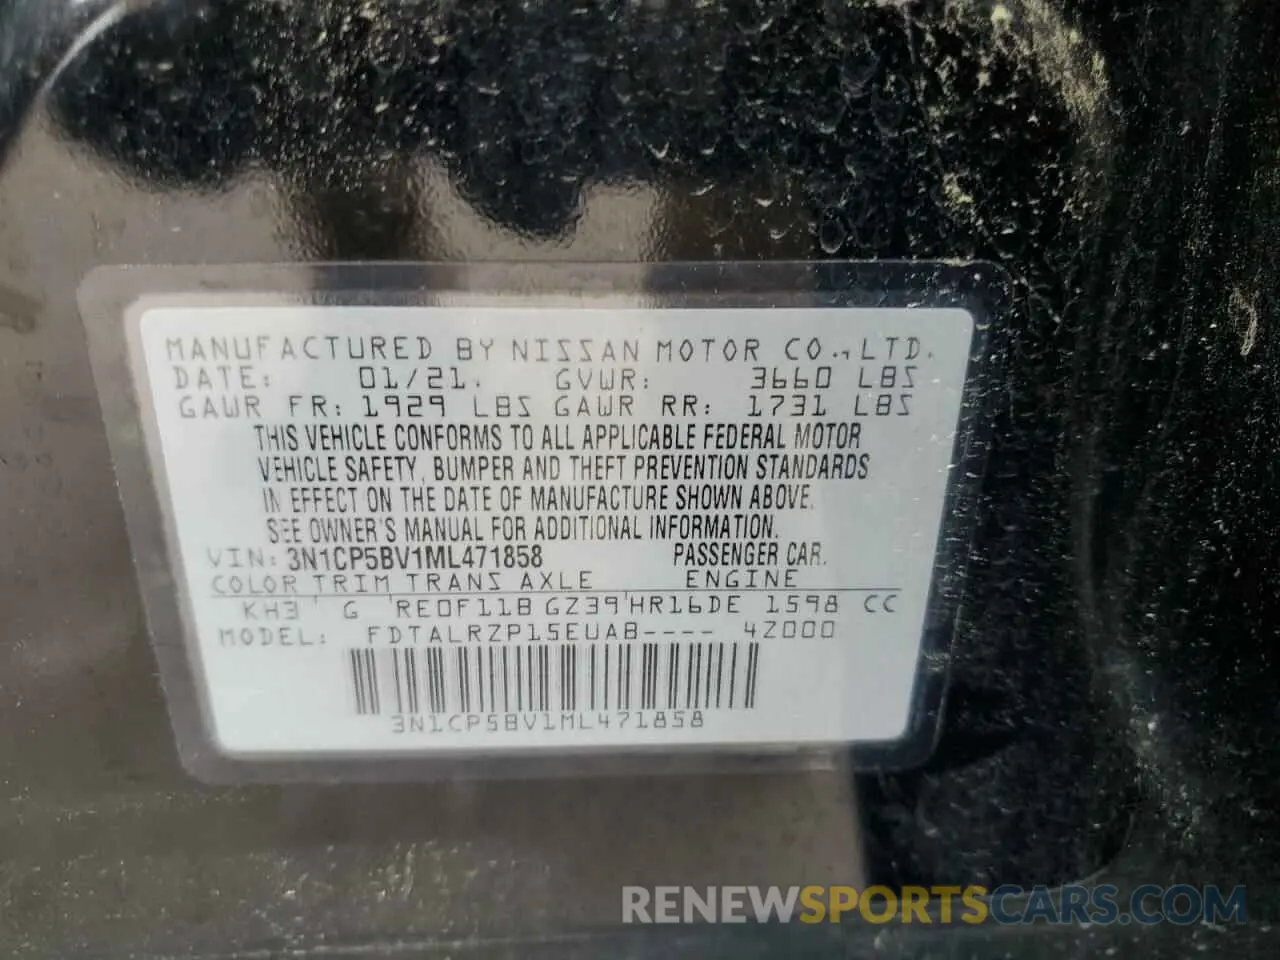 MANUFACTURED BY NISSAN MOTOR CO.,LTD.
DATE: 01/21. GVWR: 3660 LBS
GAWR FR: 1929 LBS GAWR RR: 1731 LBS
THIS VEHICLE CONFORMS TO ALL APPLICABLE FEDERAL MOTOR
VEHICLE SAFETY, BUMPER AND THEFT PREVENTION STANDARDS
IN EFFECT ON THE DATE OF MANUFACTURE SHOWN ABOVE.
SEE OWNER'S MANUAL FOR ADDITIONAL INFORMATION.
VIN: 3N1CP5BV1ML471858 PASSENGER CAR.
COLOR TRIM TRANS AXLE ENGINE
KH3 G RE0F11B GZ39 HR16DE 1598 CC
MODEL: FDTALRZP15EUAB---- 4Z000
3N1CP5BV1ML471858
RENEWSPORTSCARS.COM